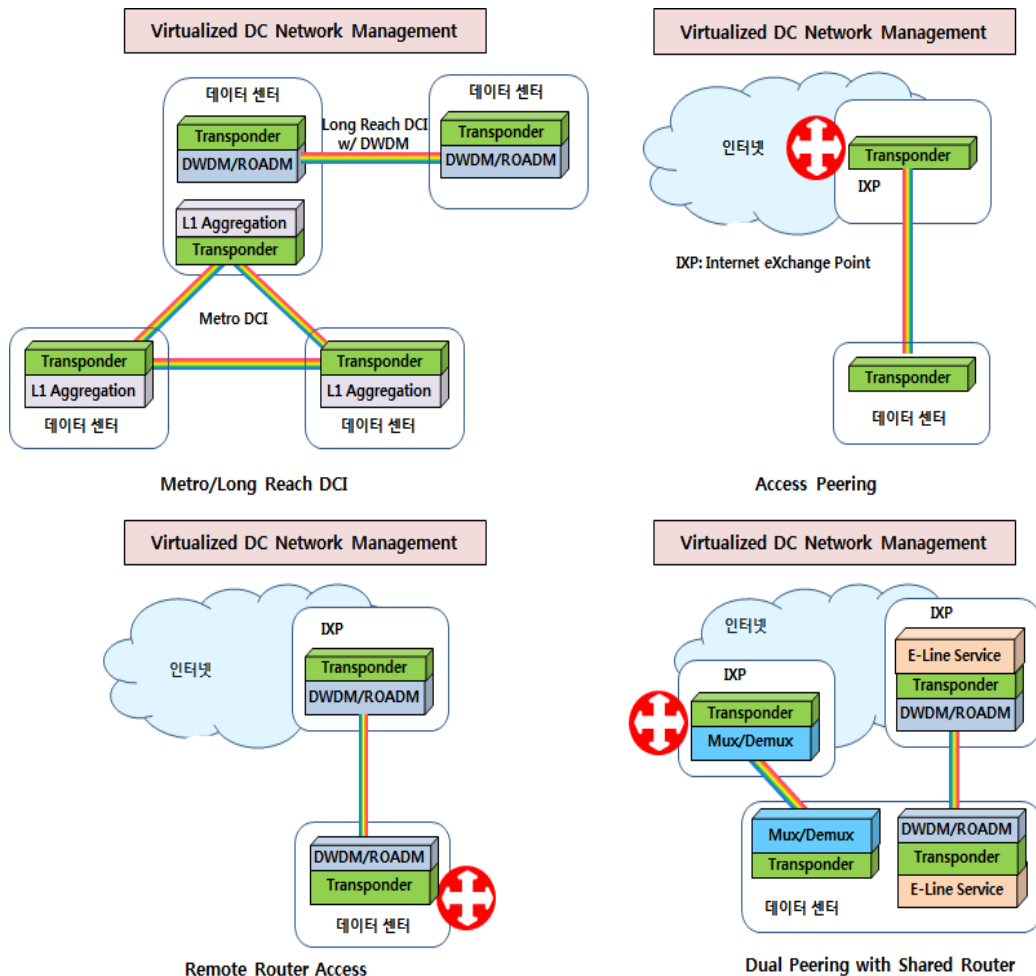 Virtualized DC Network Management
데이터 센터
Transponder
DWDM/ROADM
Long Reach DCI
w/ DWDM
데이터 센터
Transponder
DWDM/ROADM
L1 Aggregation
Transponder
Metro DCI
Transponder
L1 Aggregation
데이터 센터
Transponder
L1 Aggregation
데이터 센터
Metro/Long Reach DCI
Virtualized DC Network Management
인터넷
Transponder
IXP
IXP: Internet eXchange Point
Transponder
데이터 센터
Access Peering
Virtualized DC Network Management
인터넷
IXP
Transponder
DWDM/ROADM
DWDM/ROADM
Transponder
데이터 센터
Remote Router Access
Virtualized DC Network Management
인터넷
IXP
E-Line Service
Transponder
DWDM/ROADM
IXP
Transponder
Mux/Demux
Mux/Demux
Transponder
DWDM/ROADM
Transponder
E-Line Service
데이터 센터
Dual Peering with Shared Router